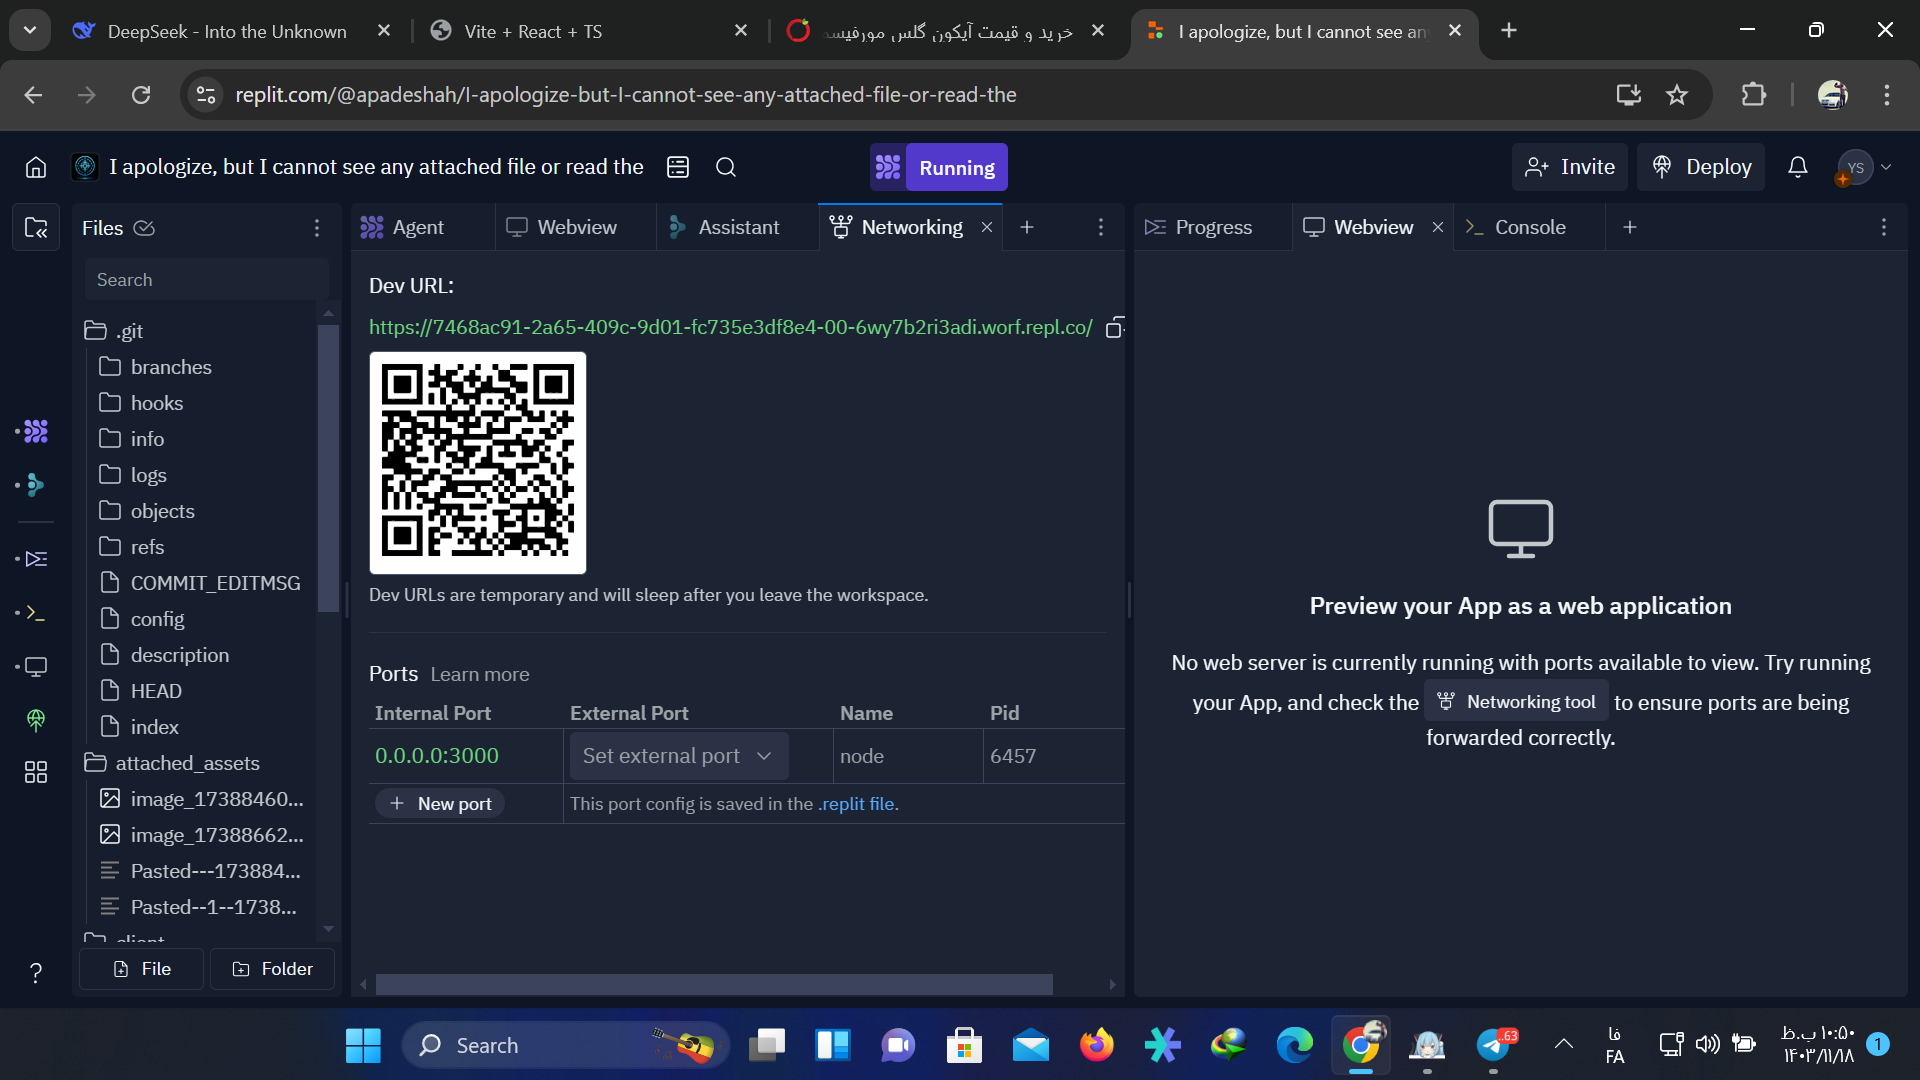 DeepSeek - Into the Unknown
Vite + React + TS
خرید و قیمت آیکون گلس مورفیسم
I apologize, but I cannot see an
replit.com/@apadeshah/I-apologize-but-I-cannot-see-any-attached-file-or-read-the
I apologize, but I cannot see any attached file or read the
Running
Invite
Deploy
YS
Files
Agent
Webview
Assistant
Networking
Progress
Webview
Console
Search
.git
branches
hooks
info
logs
objects
refs
COMMIT_EDITMSG
config
description
HEAD
index
attached_assets
image_17388460...
image_17388662...
Pasted---173884...
Pasted--1--1738...
client
File
Folder
Dev URL:
https://7468ac91-2a65-409c-9d01-fc735e3df8e4-00-6wy7b2ri3adi.worf.repl.co/
Dev URLs are temporary and will sleep after you leave the workspace.
Ports Learn more
Internal Port External Port Name Pid
0.0.0.0:3000 Set external port node 6457
New port This port config is saved in the .replit file.
Preview your App as a web application
No web server is currently running with ports available to view. Try running
your App, and check the Networking tool to ensure ports are being
forwarded correctly.
Search
63
فا
FA
۱۰:۵۰ ب.ظ
۱۴۰۳/۱۱/۱۸
1